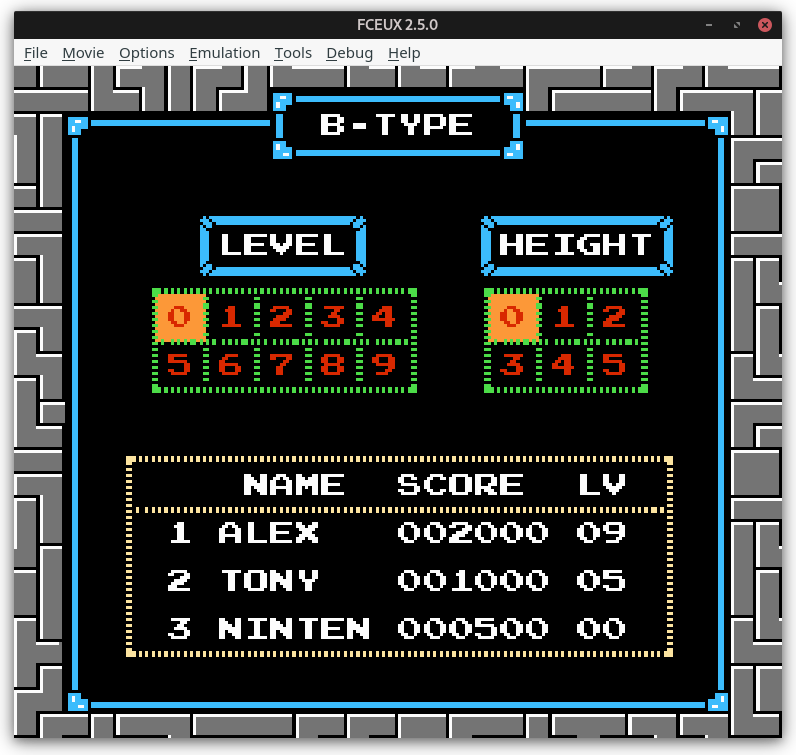 FCEUX 2.5.0
File Movie Options Emulation Tools Debug Help
B-TYPE
LEVEL HEIGHT
0 1 2 3 4 0 1 2
5 6 7 8 9 3 4 5
NAME SCORE LV
1 ALEX 002000 09
2 TONY 001000 05
3 NINTEN 000500 00